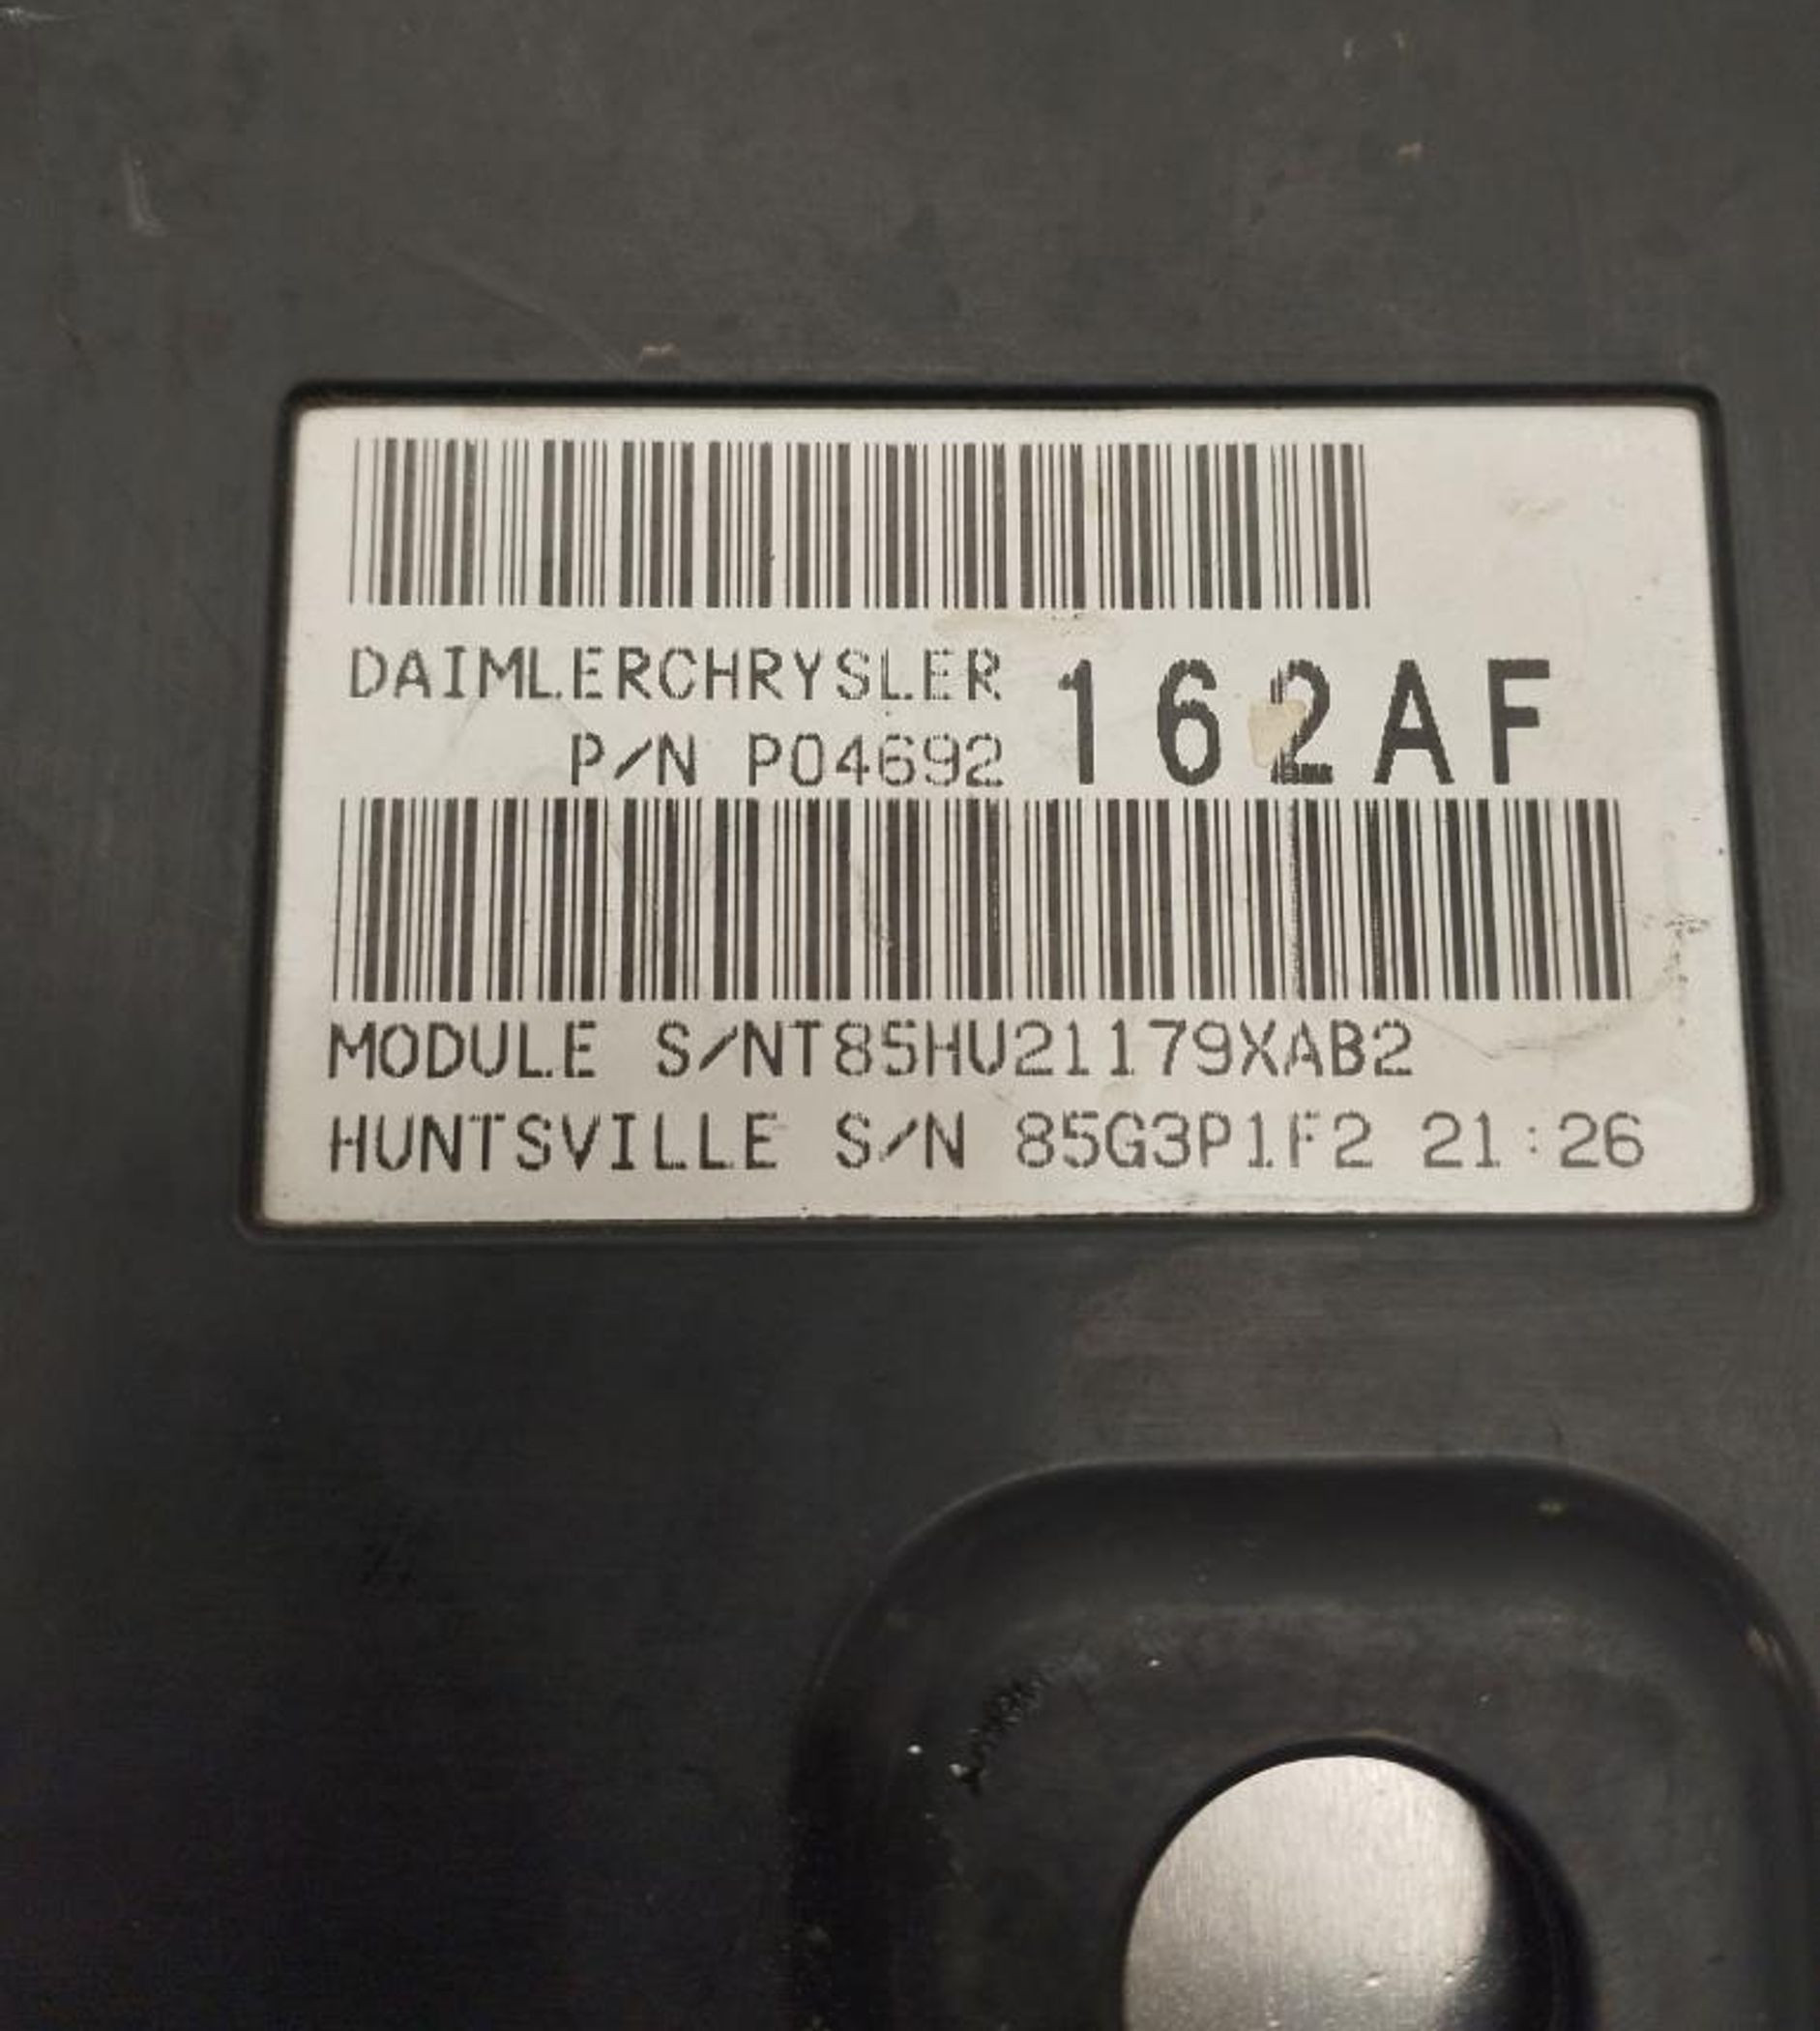 DAIMLERCHRYSLER 162AF
P/N P04692
MODULE S/NT85HU21179XAB2
HUNTSVILLE S/N 85G3P1F2 21:26